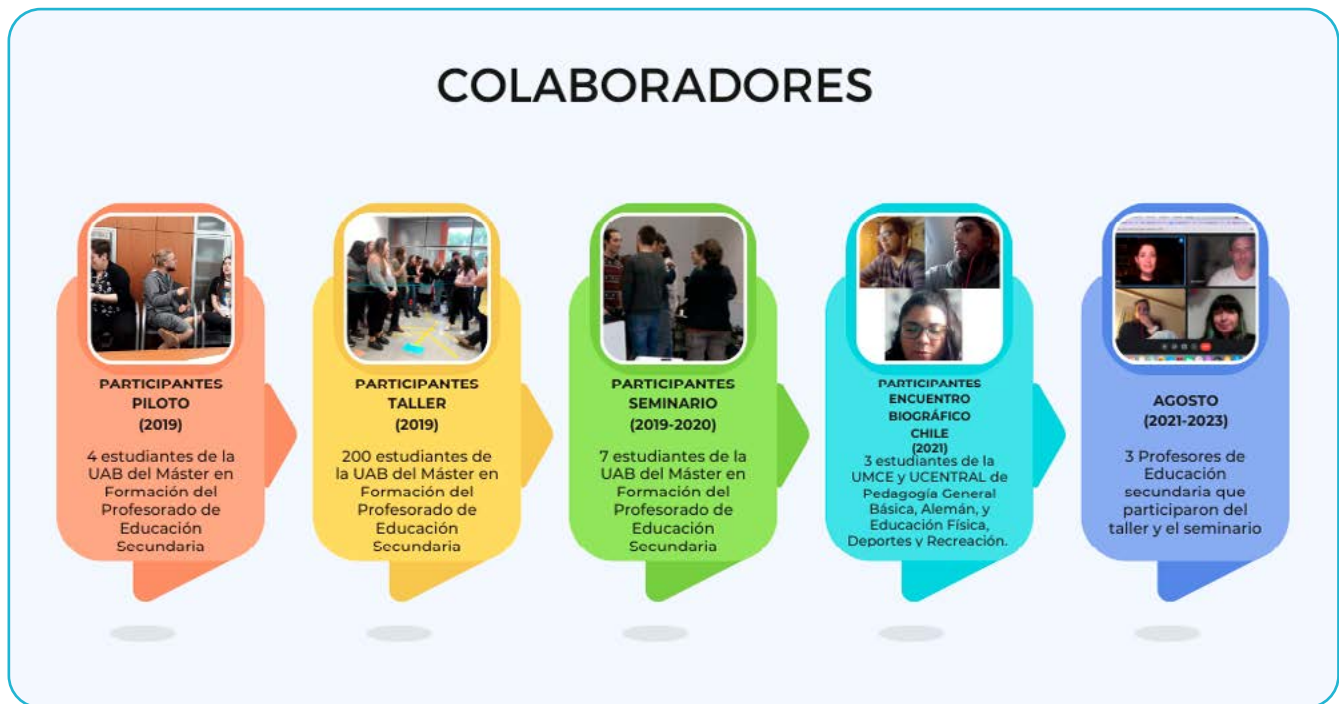 COLABORADORES
PARTICIPANTES
PILOTO
(2019)
4 estudiantes de la
UAB del Máster en
Formación del
Profesorado de
Educación
Secundaria
PARTICIPANTES
TALLER
(2019)
200 estudiantes de
la UAB del Máster en
Formación del
Profesorado de
Educación
Secundaria
PARTICIPANTES
SEMINARIO
(2019-2020)
7 estudiantes de la
UAB del Máster en
Formación del
Profesorado de
Educación
Secundaria
PARTICIPANTES
ENCUENTRO
BIOGRÁFICO
CHILE
(2021)
3 estudiantes de la
UMCE y UCENTRAL de
Pedagogía General
Básica, Alemán, y
Educación Física,
Deportes y Recreación.
AGOSTO
(2021-2023)
3 Profesores de
Educación
secundaria que
participaron del
taller y el seminario